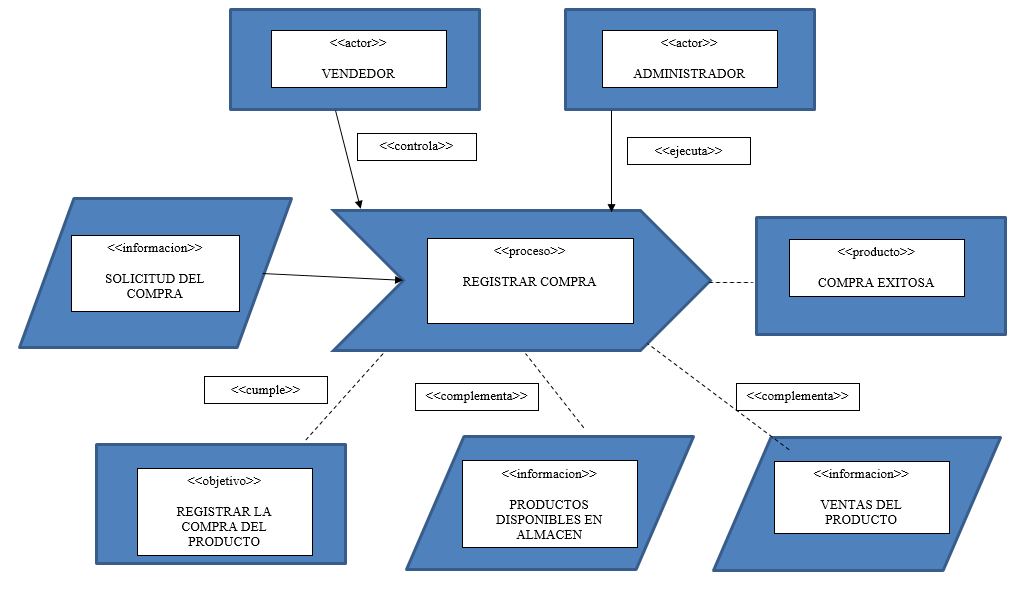 <<actor>>
VENDEDOR
<<actor>>
ADMINISTRADOR
<<controla>>
<<ejecuta>>
<<informacion>>
SOLICITUD DEL
COMPRA
<<proceso>>
REGISTRAR COMPRA
<<producto>>
COMPRA EXITOSA
<<cumple>>
<<complementa>>
<<complementa>>
<<objetivo>>
REGISTRAR LA
COMPRA DEL
PRODUCTO
<<informacion>>
PRODUCTOS
DISPONIBLES EN
ALMACEN
<<informacion>>
VENTAS DEL
PRODUCTO